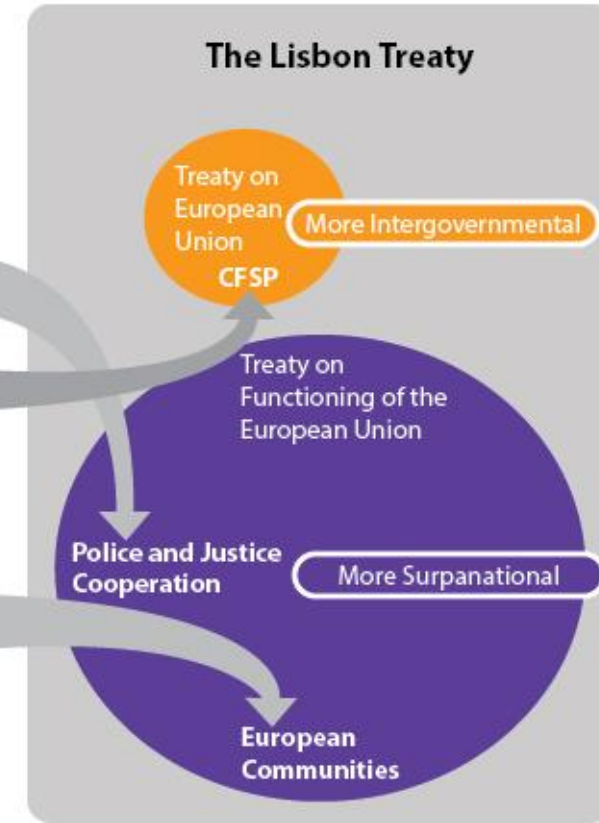 The Lisbon Treaty
Treaty on
European
Union
CFSP
More Intergovernmental
Treaty on
Functioning of the
European Union
Police and Justice
Cooperation
More Surpanational
European
Communities